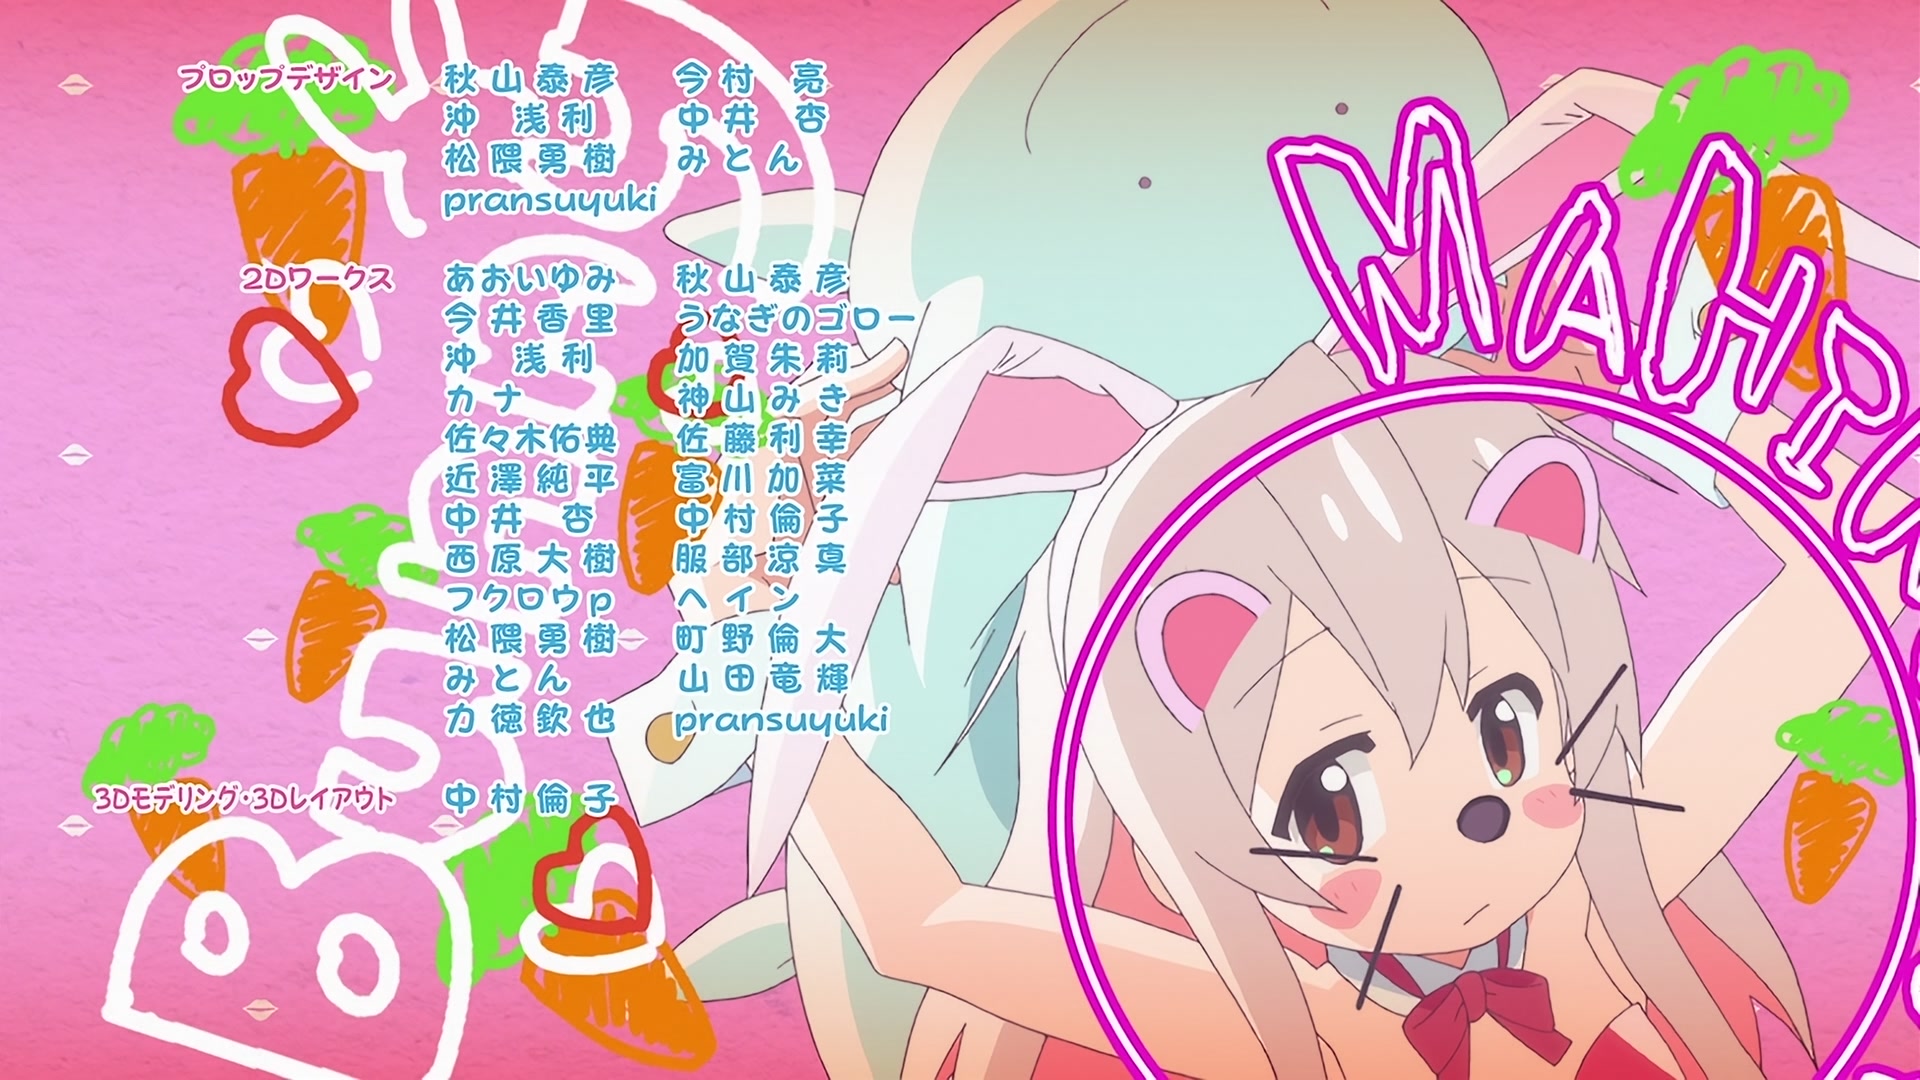 プロップデザイン 秋山泰彦 今村 亮
沖 浅利 中井 杏
松隈勇樹 みとん
pransuyuki
2Dワークス あおいゆみ 秋山泰彦
今井香里 うなぎのゴロー
沖 浅利 加賀朱莉
カナ 神山みき
佐々木佑典 佐藤利幸
近澤純平 富川加菜
中井 杏 中村倫子
西原大樹 服部涼真
フクロウp ヘイン
松隈勇樹 町野倫大
みとん 山田竜輝
力徳欽也 pransuyuki
3Dモデリング・3Dレイアウト 中村倫子
MAHIRO